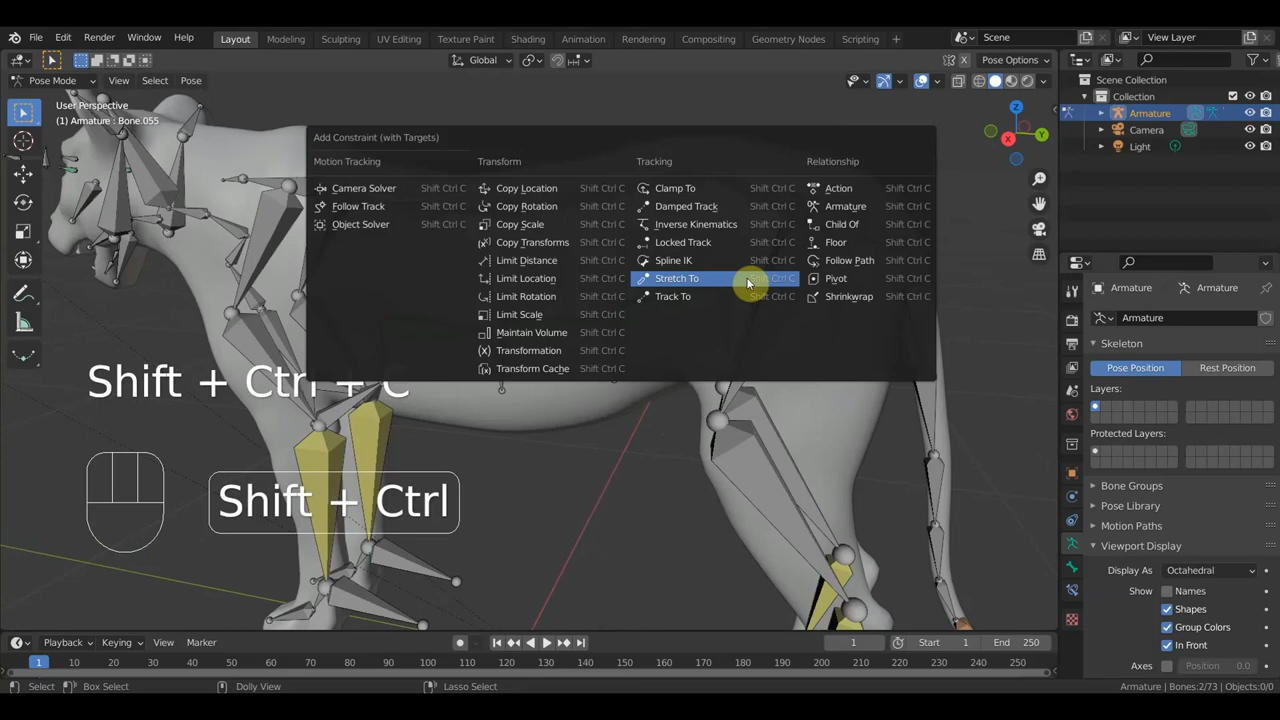 File Edit Render Window Help Layout Modeling Sculpting UV Editing Texture Paint Shading Animation Rendering Compositing Geometry Nodes Scripting + Scene View Layer
Global Pose Options
Pose Mode View Select Pose
User Perspective
(1) Armature : Bone.055
Add Constraint (with Targets)
Motion Tracking Transform Tracking Relationship
Camera Solver Shift Ctrl C Copy Location Shift Ctrl C Clamp To Shift Ctrl C Action Shift Ctrl C
Follow Track Shift Ctrl C Copy Rotation Shift Ctrl C Damped Track Shift Ctrl C Armature Shift Ctrl C
Object Solver Shift Ctrl C Copy Scale Shift Ctrl C Inverse Kinematics Shift Ctrl C Child Of Shift Ctrl C
Copy Transforms Shift Ctrl C Locked Track Shift Ctrl C Floor Shift Ctrl C
Limit Distance Shift Ctrl C Spline IK Shift Ctrl C Follow Path Shift Ctrl C
Limit Location Shift Ctrl C Stretch To Shift Ctrl C Pivot Shift Ctrl C
Limit Rotation Shift Ctrl C Track To Shift Ctrl C Shrinkwrap Shift Ctrl C
Limit Scale Shift Ctrl C
Maintain Volume Shift Ctrl C
Transformation Shift Ctrl C
Transform Cache Shift Ctrl C
Shift + Ctrl + C
Shift + Ctrl
Z
Y
X
Scene Collection
Collection
Armature
Camera
Light
Armature Armature
Armature
Skeleton
Pose Position Rest Position
Layers:
Protected Layers:
Bone Groups
Pose Library
Motion Paths
Viewport Display
Display As Octahedral
Show Names
Shapes
Group Colors
In Front
Axes Position 0.0
Playback Keying View Marker 1 Start 1 End 250
1 10 20 30 40 50 60 70 80 90 100 110 120 130 140 150 160 170 180 190 200 210 220 230 240 250
Select Box Select Dolly View Lasso Select Armature | Bones:2/73 | Objects:0/0